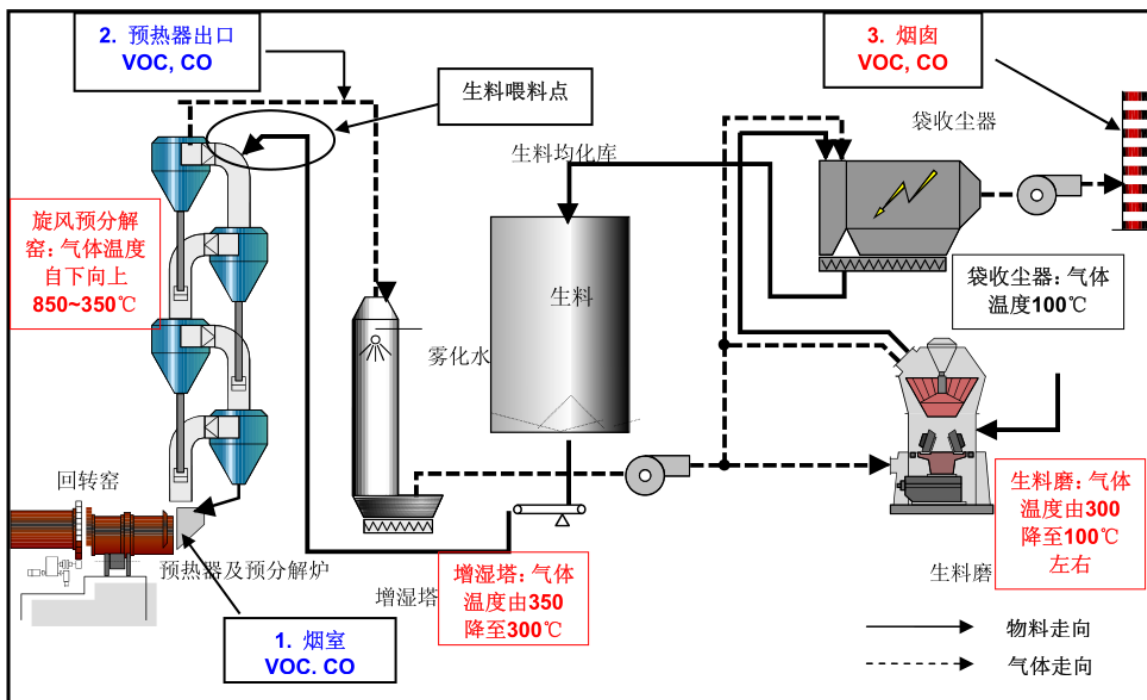 2. 预热器出口
VOC, CO
3. 烟囱
VOC, CO
生料喂料点
袋收尘器
生料均化库
旋风预分解
窑：气体温度
自下向上
850~350℃
生料
袋收尘器：气体
温度100℃
雾化水
回转窑
生料磨：气体
温度由300
降至100℃
左右
预热器及预分解炉
增湿塔
增湿塔：气体
温度由350
降至300℃
生料磨
1. 烟室
VOC. CO
物料走向
气体走向